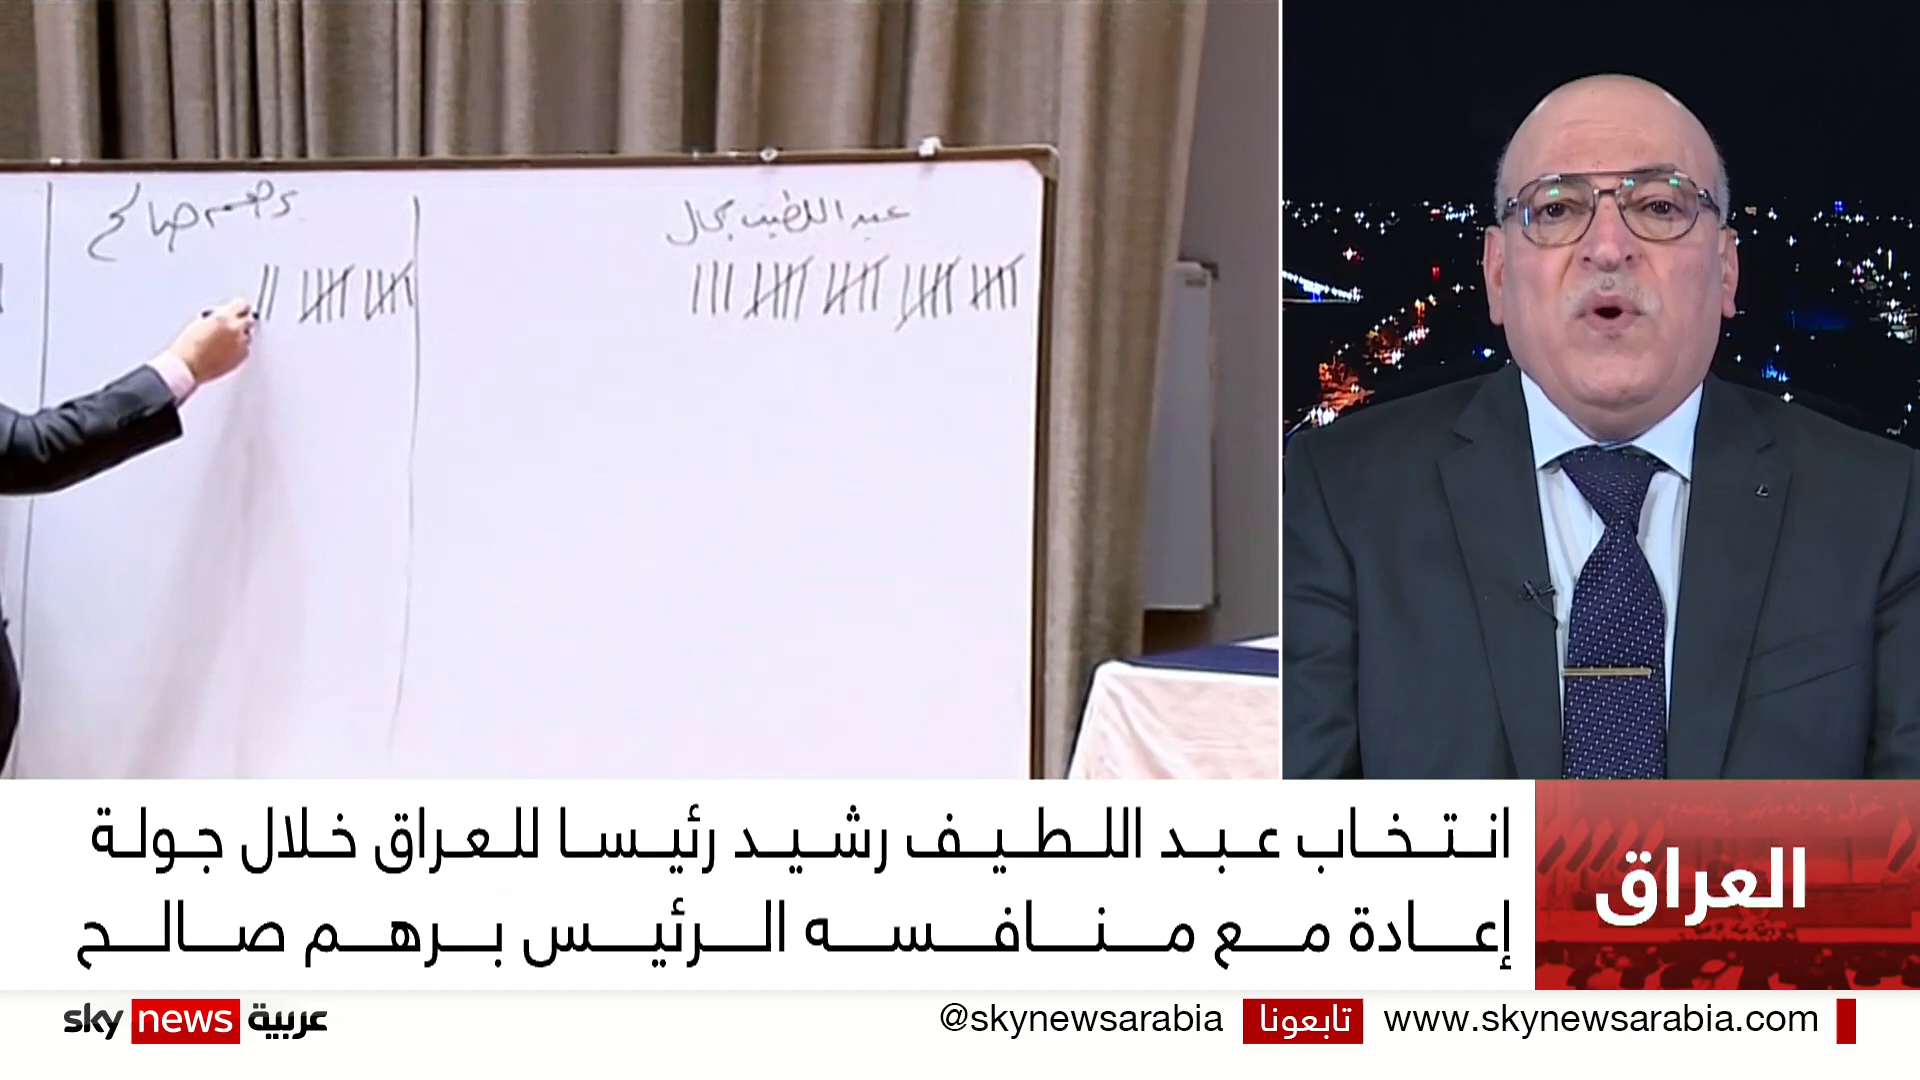 برهم صالح
عبد اللطيف جمال
العراق
انتخاب عبد اللطيف رشيد رئيسا للعراق خلال جولة
إعادة مع منافسه الرئيس برهم صالح
sky news عربية
@skynewsarabia تابعونا www.skynewsarabia.com